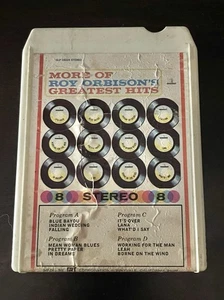 MORE OF
ROY ORBISON'S
GREATEST HITS
8 STEREO 8
Program A
BLUE BAYOU
INDIAN WEDDING
FALLING
Program C
IT'S OVER
LANA
WHAT'D I SAY
Program B
MEAN WOMAN BLUES
PRETTY PAPER
IN DREAMS
Program D
WORKING FOR THE MAN
LEAH
BORNE ON THE WIND